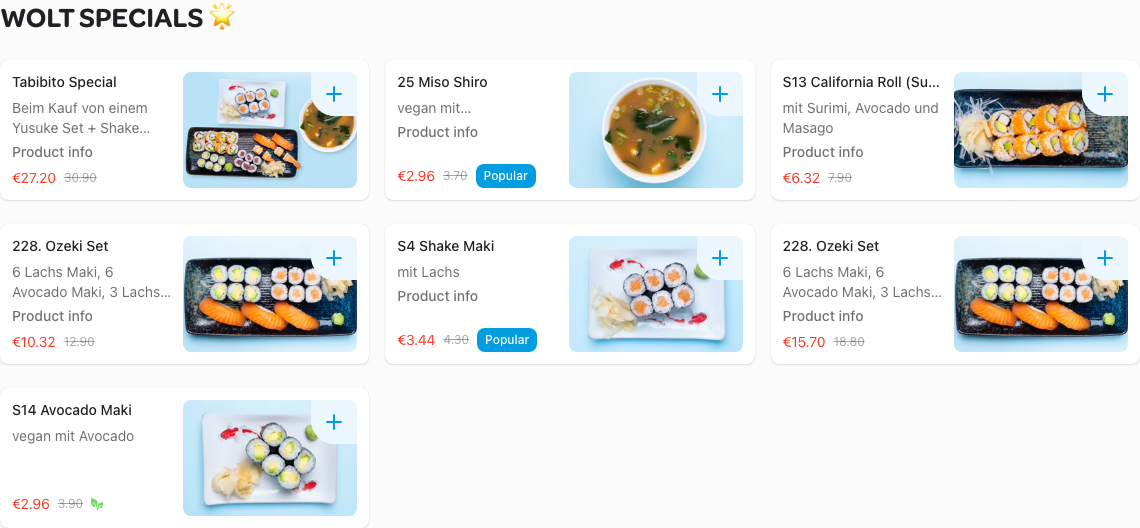 WOLT SPECIALS 🌟
Tabibito Special
Beim Kauf von einem
Yusuke Set + Shake...
Product info
€27.20 30.90
25 Miso Shiro
vegan mit...
Product info
€2.96 3.70 Popular
S13 California Roll (Su...
mit Surimi, Avocado und
Masago
Product info
€6.32 7.90
228. Ozeki Set
6 Lachs Maki, 6
Avocado Maki, 3 Lachs...
Product info
€10.32 12.90
S4 Shake Maki
mit Lachs
Product info
€3.44 4.30 Popular
228. Ozeki Set
6 Lachs Maki, 6
Avocado Maki, 3 Lachs...
Product info
€15.70 18.80
S14 Avocado Maki
vegan mit Avocado
€2.96 3.90